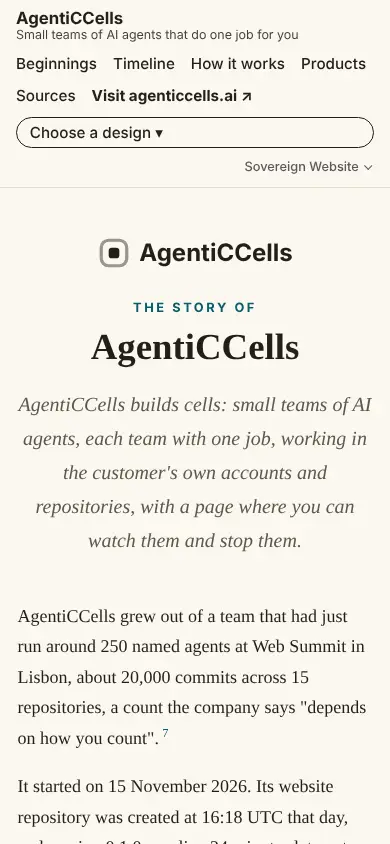 AgentiCCells
Small teams of AI agents that do one job for you
Beginnings Timeline How it works Products
Sources Visit agenticcells.ai ↗
Choose a design ▾
Sovereign Website
AgentiCCells
THE STORY OF
AgentiCCells
AgentiCCells builds cells: small teams of AI
agents, each team with one job, working in
the customer's own accounts and
repositories, with a page where you can
watch them and stop them.
AgentiCCells grew out of a team that had just
run around 250 named agents at Web Summit in
Lisbon, about 20,000 commits across 15
repositories, a count the company says "depends
on how you count". 7
It started on 15 November 2026. Its website
repository was created at 16:18 UTC that day,